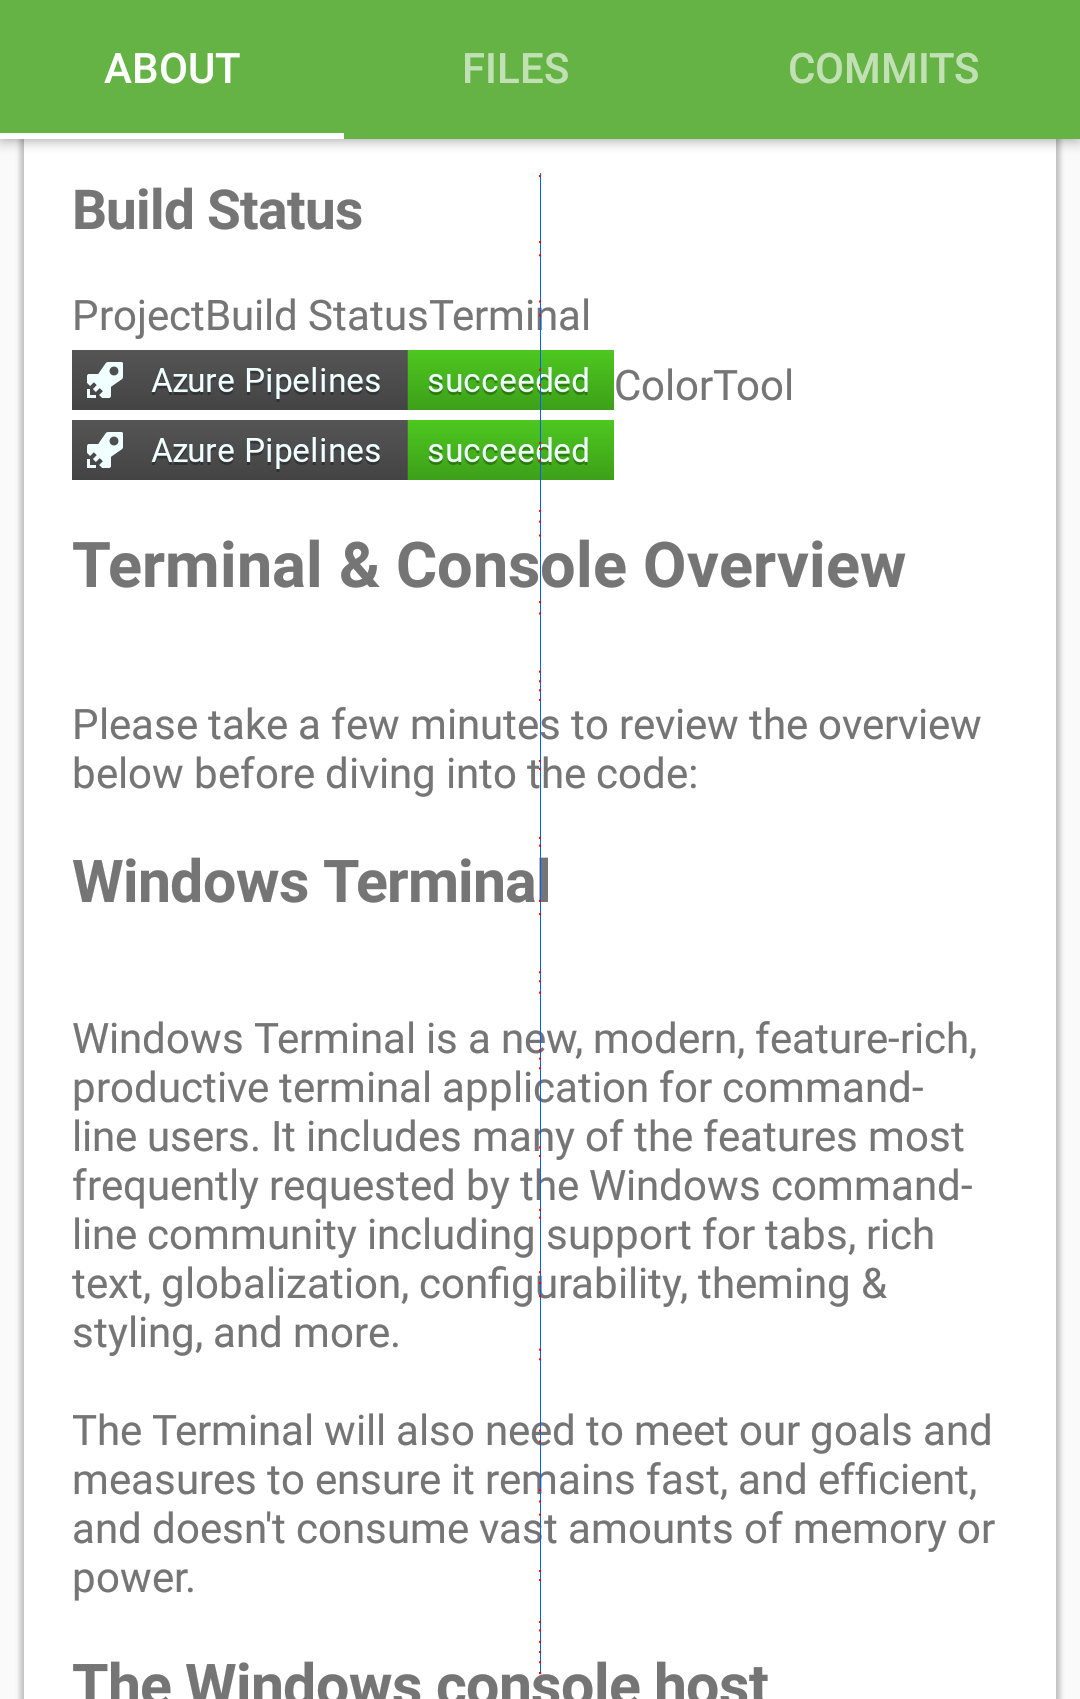 ABOUT FILES COMMITS
Build Status
ProjectBuild StatusTerminal
Azure Pipelines succeeded ColorTool
Azure Pipelines succeeded
Terminal & Console Overview
Please take a few minutes to review the overview
below before diving into the code:
Windows Terminal
Windows Terminal is a new, modern, feature-rich,
productive terminal application for command-
line users. It includes many of the features most
frequently requested by the Windows command-
line community including support for tabs, rich
text, globalization, configurability, theming &
styling, and more.
The Terminal will also need to meet our goals and
measures to ensure it remains fast, and efficient,
and doesn't consume vast amounts of memory or
power.
The Windows console host